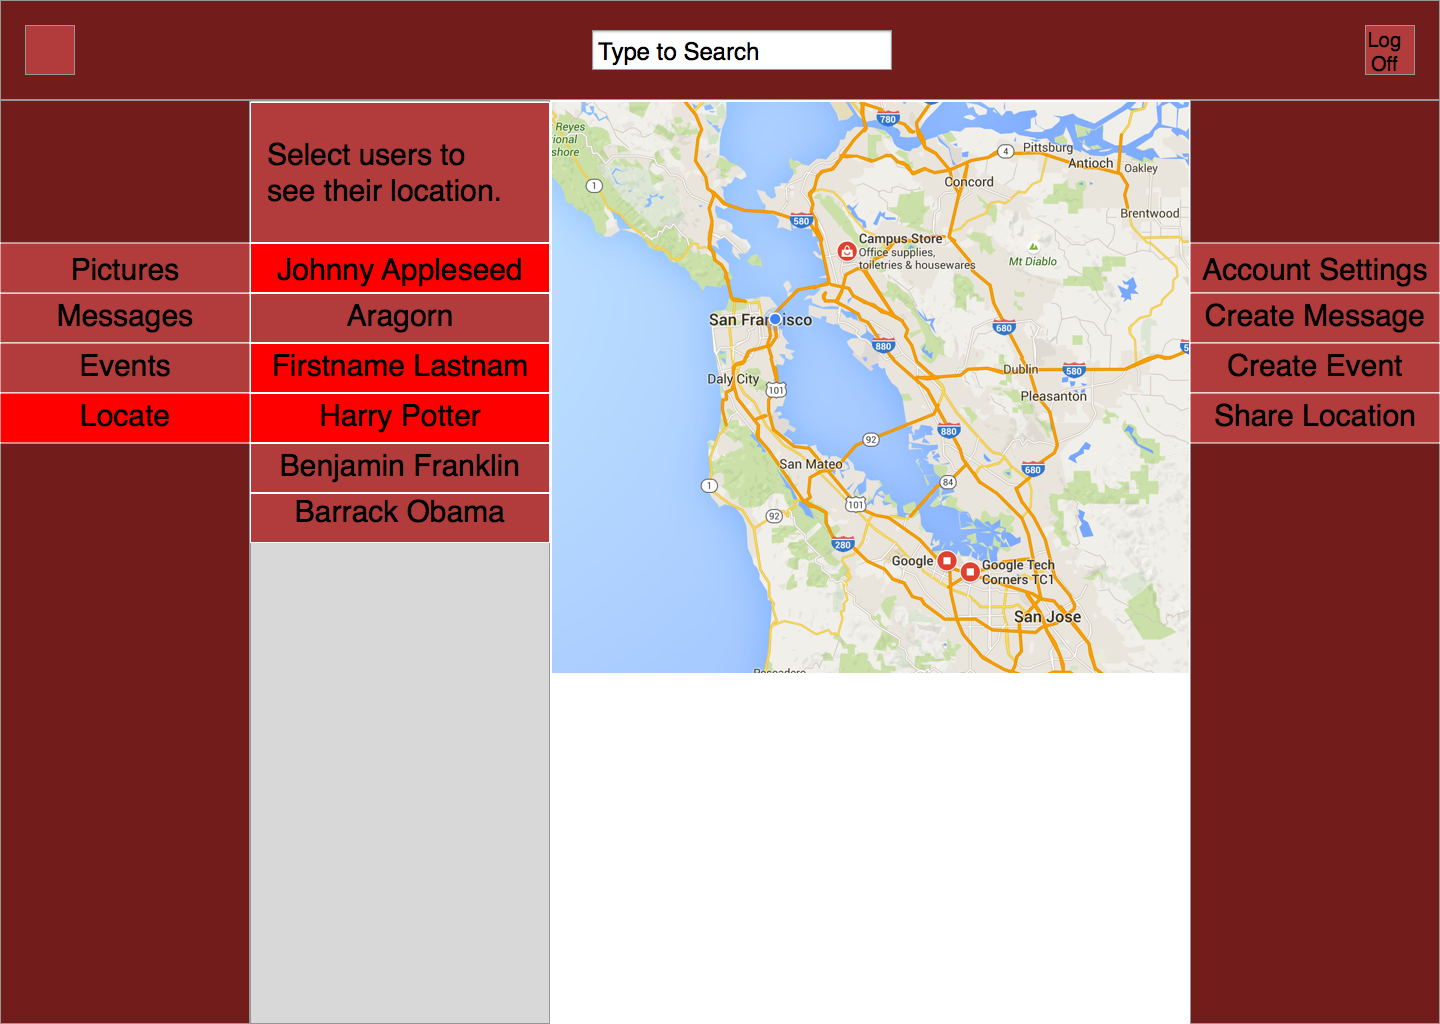 Type to Search
Log
Off
Select users to
see their location.
Pictures
Messages
Events
Locate
Johnny Appleseed
Aragorn
Firstname Lastnam
Harry Potter
Benjamin Franklin
Barrack Obama
Reyes
ional
shore
1
780
4
Pittsburg
Antioch
Oakley
Concord
Brentwood
580
Campus Store
Office supplies,
toiletries & housewares
Mt Diablo
San Francisco
680
880
5
Daly City
101
Dublin
580
Pleasanton
92
880
San Mateo
680
1
84
101
92
280
Google
Google Tech
Corners TC1
San Jose
Account Settings
Create Message
Create Event
Share Location